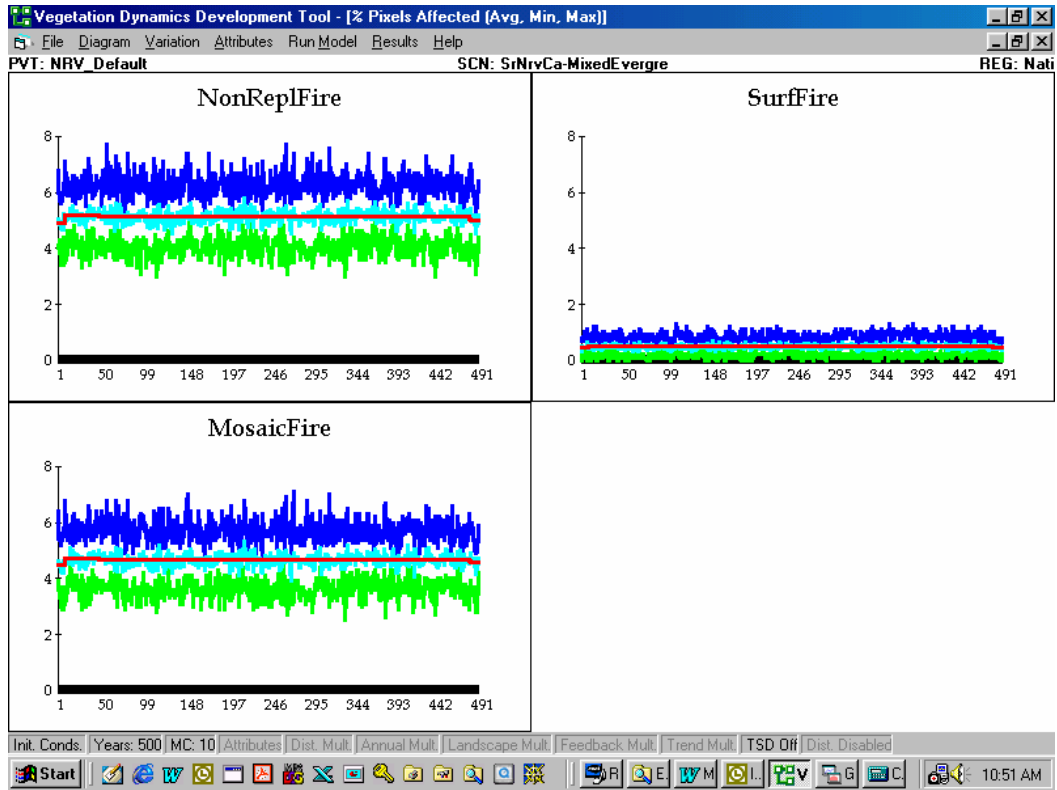 Vegetation Dynamics Development Tool - [% Pixels Affected (Avg, Min, Max)]
File Diagram Variation Attributes Run Model Results Help
PVT: NRV_Default SCN: SrNrvCa-MixedEvergre REG: Nati
NonReplFire
8
6
4
2
0
1 50 99 148 197 246 295 344 393 442 491
SurfFire
8
6
4
2
0
1 50 99 148 197 246 295 344 393 442 491
MosaicFire
8
6
4
2
0
1 50 99 148 197 246 295 344 393 442 491
Init. Conds. Years: 500 MC: 10 Attributes Dist. Mult Annual Mult Landscape Mult Feedback Mult Trend Mult TSD Off Dist. Disabled
Start R E. M I.. V G C. 10:51 AM